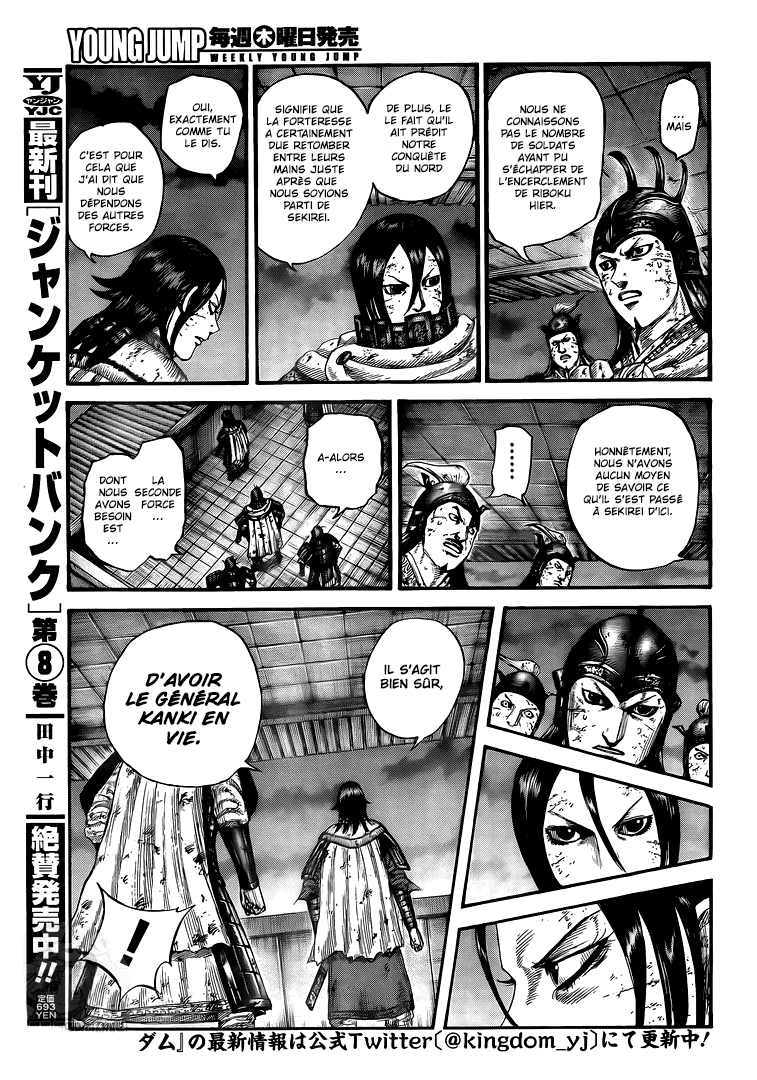 YOUNG JUMP 毎週木曜日発売
WEEKLY YOUNG JUMP
...
MAIS
NOUS NE
CONNAISSONS
PAS LE NOMBRE
DE SOLDATS
AYANT PU
S'ÉCHAPPER DE
L'ENCERCLEMENT
DE RIBOKU
HIER.
DE PLUS, LE
LE FAIT QU'IL
AIT PRÉDIT
NOTRE
CONQUÊTE
DU NORD
SIGNIFIE QUE
LA FORTERESSE
A CERTAINEMENT
DUE RETOMBER
ENTRE LEURS
MAINS JUSTE
APRÈS QUE
NOUS SOYIONS
PARTI DE
SEKIREI.
OUI,
EXACTEMENT
COMME TU
LE DIS.
C'EST POUR
CELA QUE
J'AI DIT QUE
NOUS
DÉPENDONS
DES AUTRES
FORCES.
HONNÊTEMENT,
NOUS N'AVONS
AUCUN MOYEN
DE SAVOIR CE
QU'IL S'EST PASSÉ
À SEKIREI D'ICI.
......
A-ALORS
...
LA
SECONDE
FORCE
...
DONT
NOUS
AVONS
BESOIN
EST
...
IL S'AGIT
BIEN SÛR,
D'AVOIR
LE GÉNÉRAL
KANKI EN
VIE.
!
YJ
ヤンジャン
YJC
最新刊
[ジャンケットバンク]
第⑧巻
田中一行
絶賛発売中!!
定価
693
YEN
ダム』の最新情報は公式Twitter(@kingdom_yj)にて更新中!